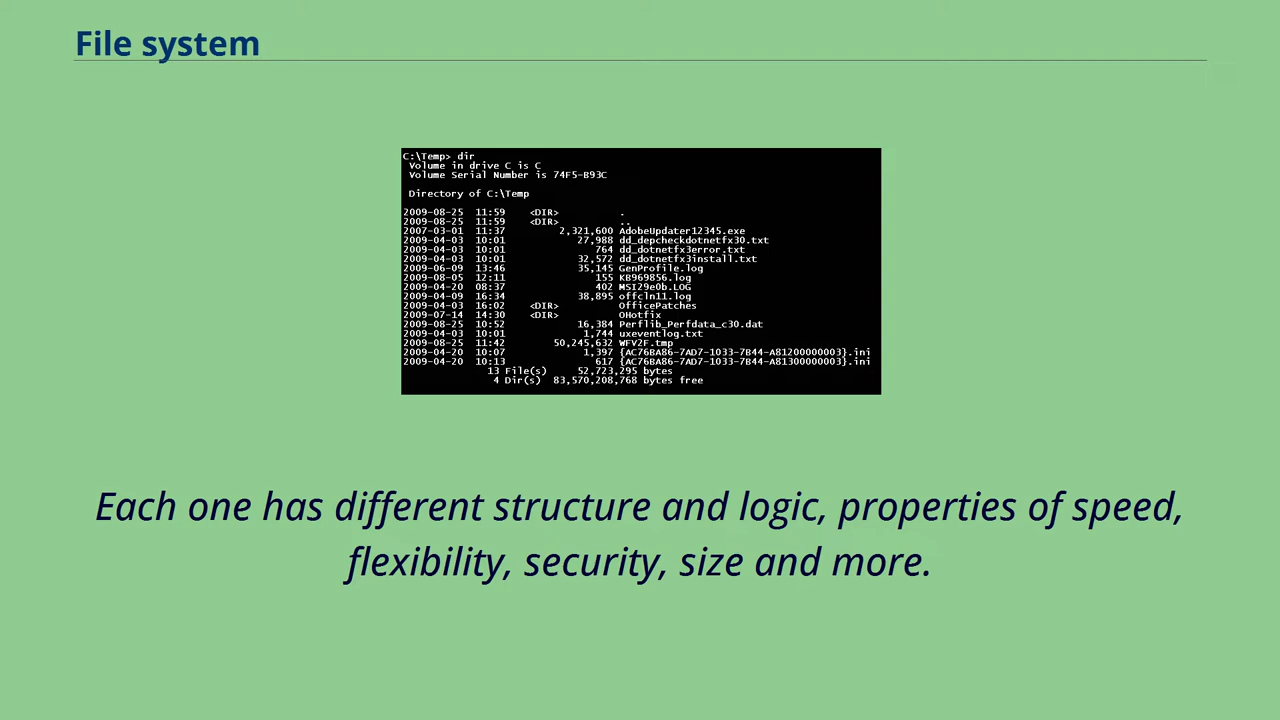 File system
C:\Temp> dir
Volume in drive C is C
Volume Serial Number is 74F5-B93C
Directory of C:\Temp
2009-08-25 11:59 <DIR> .
2009-08-25 11:59 <DIR> ..
2007-03-01 11:37 2,321,600 AdobeUpdater12345.exe
2009-04-03 10:01 27,988 dd_depcheckdotnetfx30.txt
2009-04-03 10:01 764 dd_dotnetfx3error.txt
2009-04-03 10:01 32,572 dd_dotnetfx3install.txt
2009-06-09 13:46 35,145 GenProfile.log
2009-08-05 12:11 155 KB969856.log
2009-04-20 08:37 402 MSI29e0b.LOG
2009-04-09 16:34 38,895 offcln11.log
2009-04-03 16:02 <DIR> OfficePatches
2009-07-14 14:30 <DIR> OHotfix
2009-08-25 10:52 16,384 Perflib_Perfdata_c30.dat
2009-04-03 10:01 1,744 uxeventlog.txt
2009-08-25 11:42 50,245,632 WFV2F.tmp
2009-04-20 10:07 1,397 {AC76BA86-7AD7-1033-7B44-A81200000003}.ini
2009-04-20 10:13 617 {AC76BA86-7AD7-1033-7B44-A81300000003}.ini
13 File(s) 52,723,295 bytes
4 Dir(s) 83,570,208,768 bytes free
Each one has different structure and logic, properties of speed,
flexibility, security, size and more.